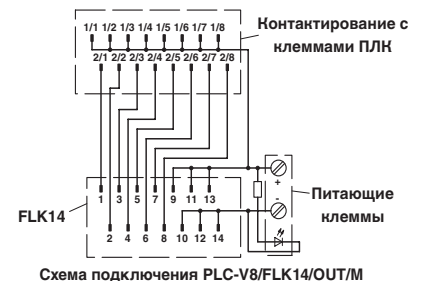 1/1 1/2 1/3 1/4 1/5 1/6 1/7 1/8
Контактирование с
клеммами ПЛК
2/1 2/2 2/3 2/4 2/5 2/6 2/7 2/8
1 3 5 7 9 11 13
+
-
Питающие
клеммы
FLK14
2 4 6 8 10 12 14
Схема подключения PLC-V8/FLK14/OUT/M